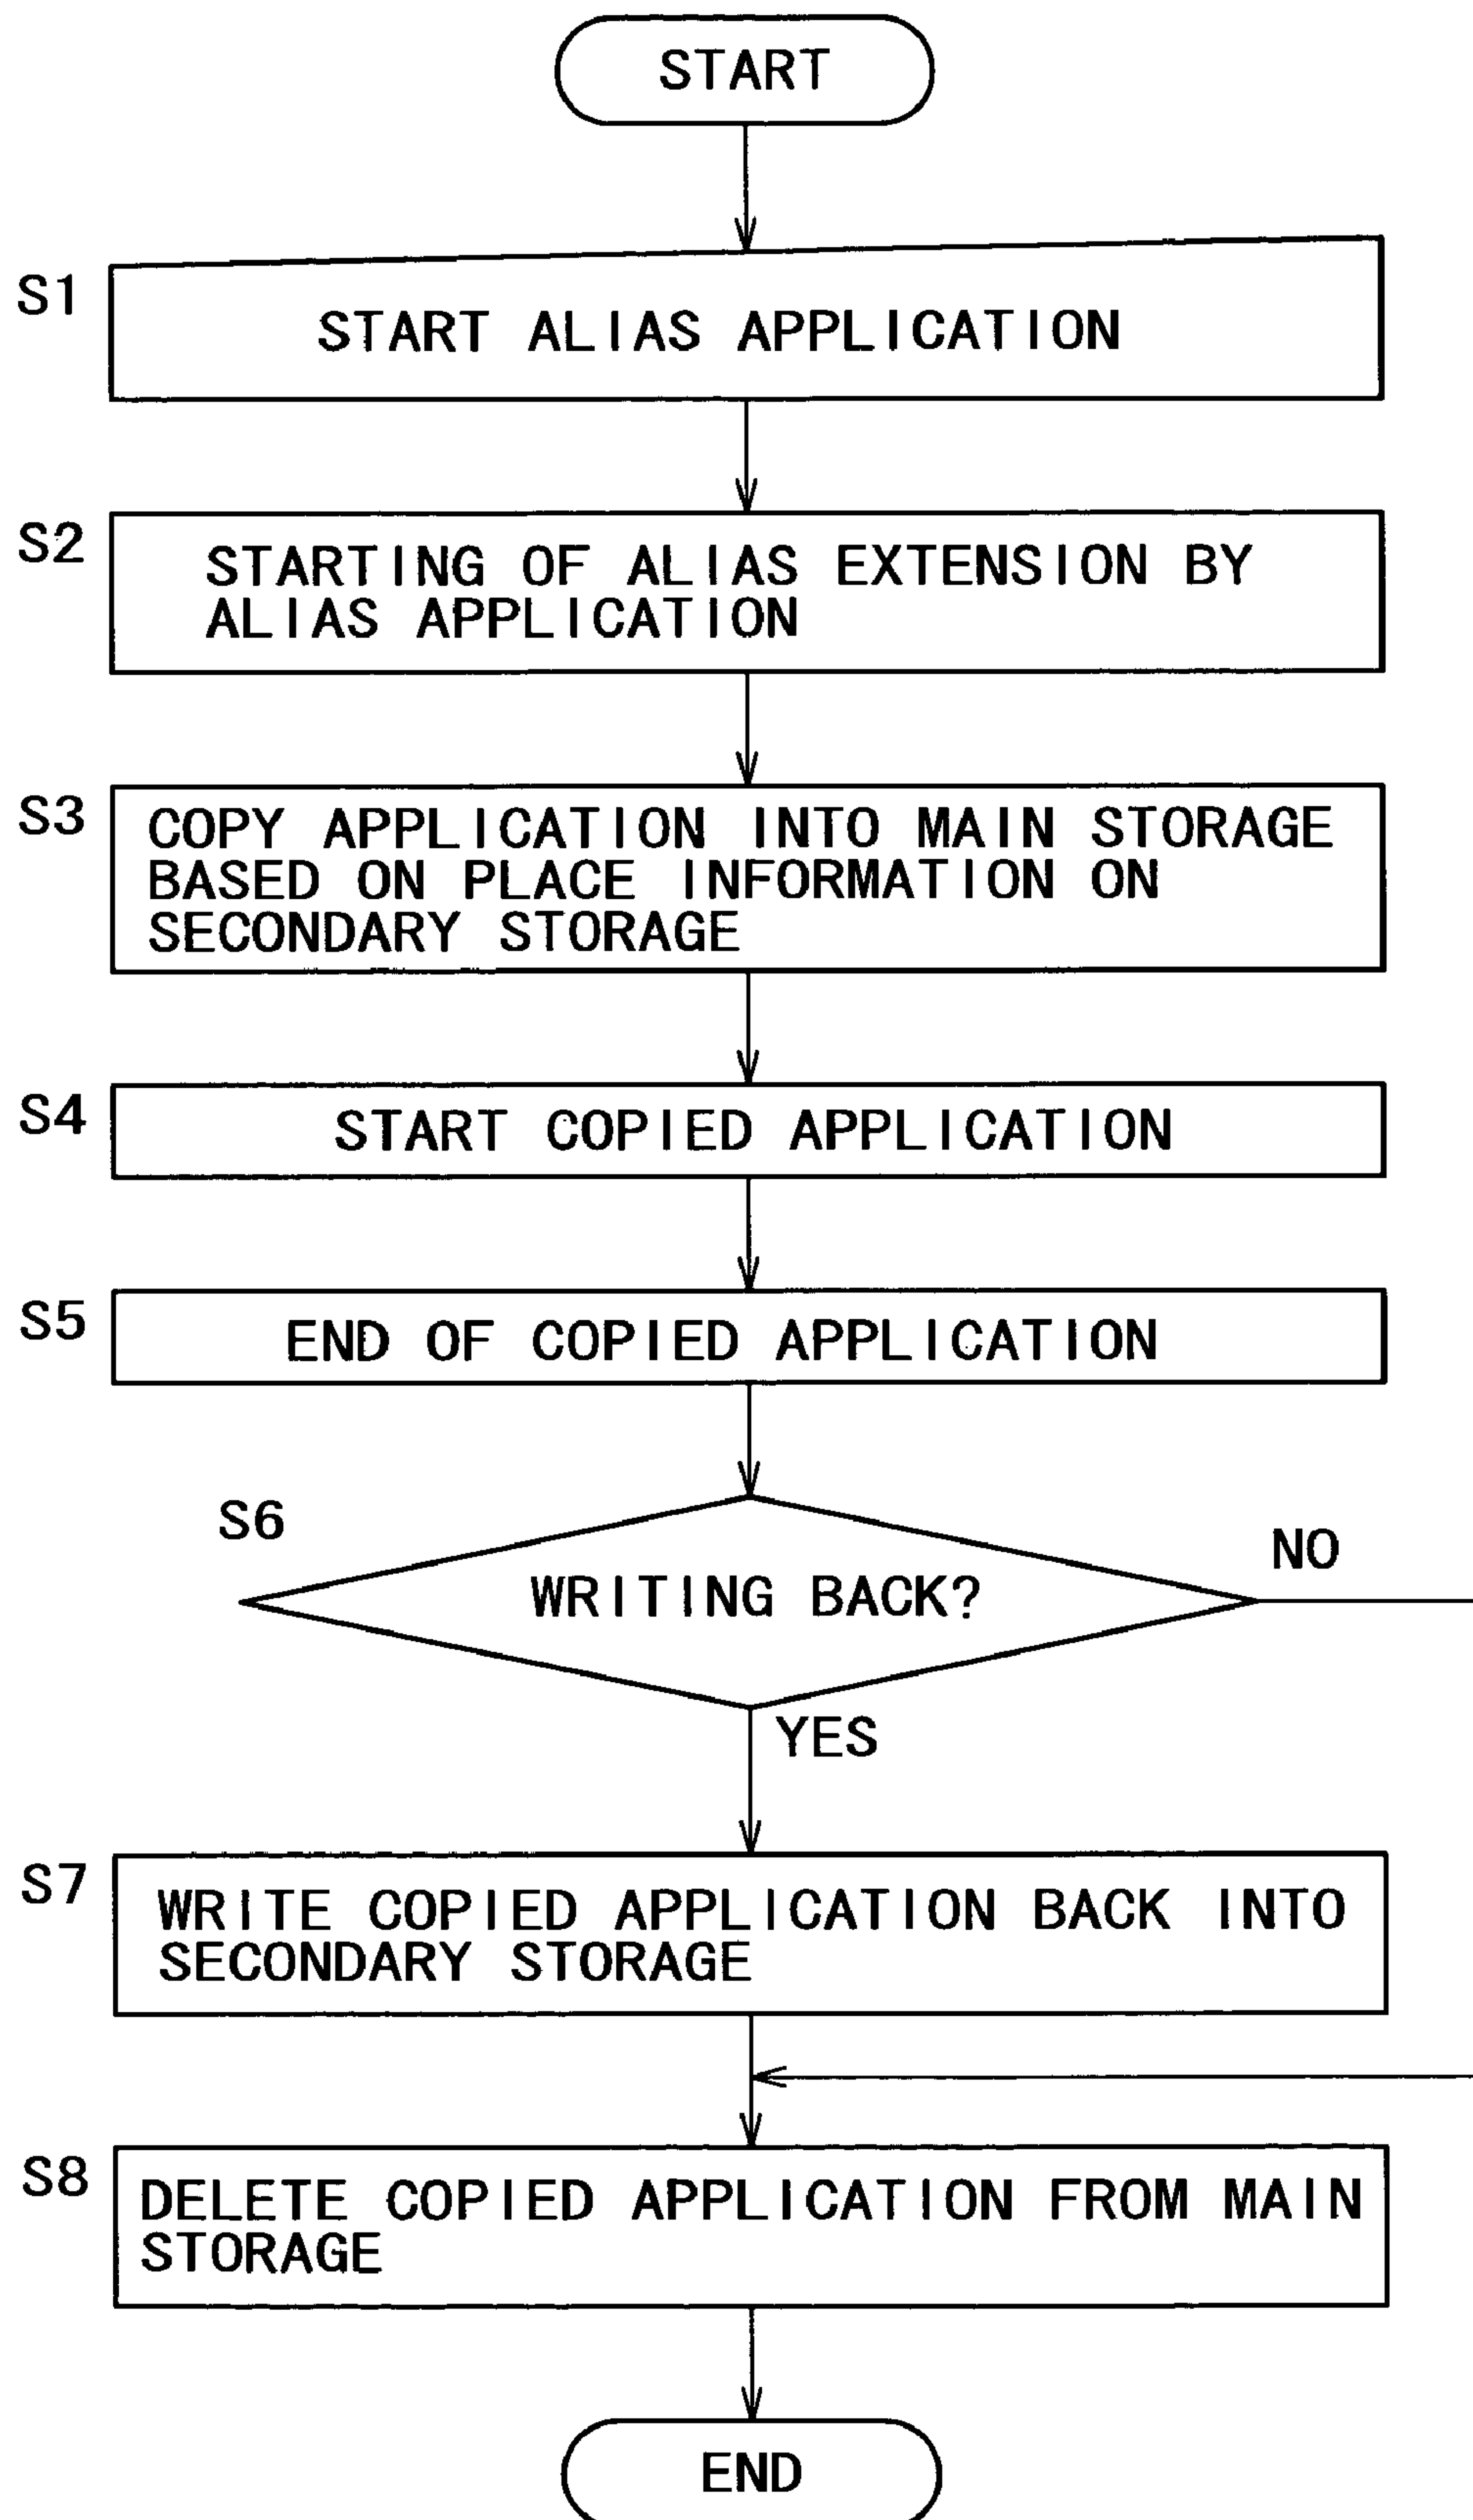 START
S1
START ALIAS APPLICATION
S2
STARTING OF ALIAS EXTENSION BY
ALIAS APPLICATION
S3
COPY APPLICATION INTO MAIN STORAGE
BASED ON PLACE INFORMATION ON
SECONDARY STORAGE
S4
START COPIED APPLICATION
S5
END OF COPIED APPLICATION
S6
WRITING BACK?
NO
YES
S7
WRITE COPIED APPLICATION BACK INTO
SECONDARY STORAGE
S8
DELETE COPIED APPLICATION FROM MAIN
STORAGE
END